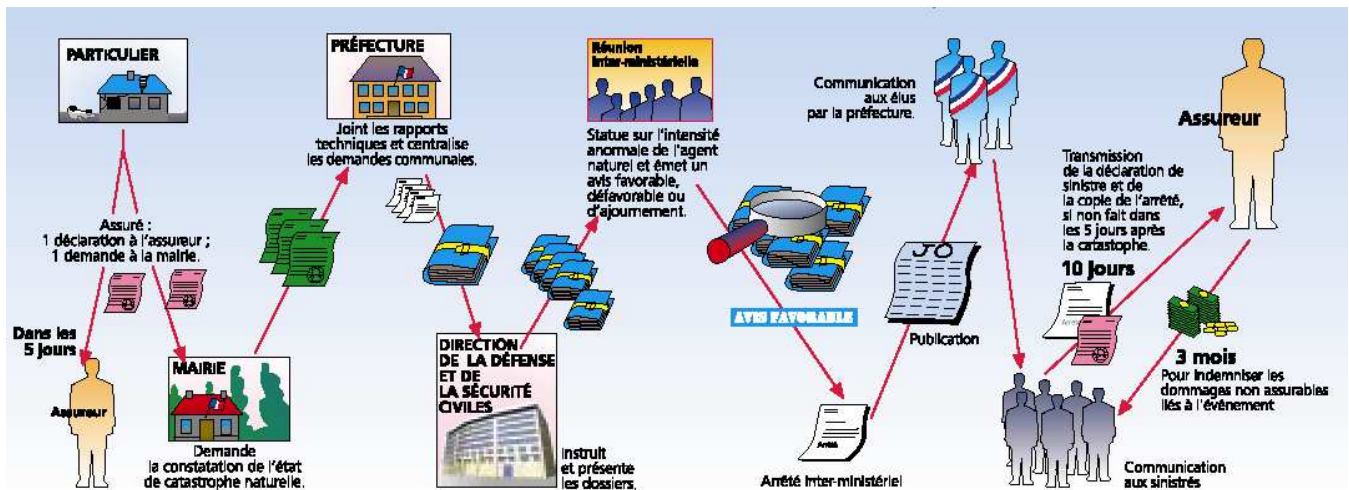 PARTICULIER
Assuré :
1 déclaration à l'assureur ;
1 demande à la mairie.
Dans les
5 jours
Assureur
MAIRIE
Demande
la constatation de l'état
de catastrophe naturelle.
PRÉFECTURE
Joint les rapports
techniques et centralise
les demandes communales.
DIRECTION
DE LA DÉFENSE
ET DE
LA SÉCURITÉ
CIVILES
Instruit
et présente
les dossiers.
Réunion
Inter-ministérielle
Statue sur l'intensité
anormale de l'agent
naturel et émet un
avis favorable,
défavorable ou
d'ajournement.
AVIS FAVORABLE
Arrêté
Arrêté Inter-ministériel
JO
Publication
Communication
aux élus
par la préfecture.
Communication
aux sinistrés
Transmission
de la déclaration de
sinistre et de
la copie de l'arrêté,
si non fait dans
les 5 jours après
la catastrophe.
10 jours
Arrêté
Assureur
3 mois
Pour indemniser les
dommages non assurables
liés à l'événement